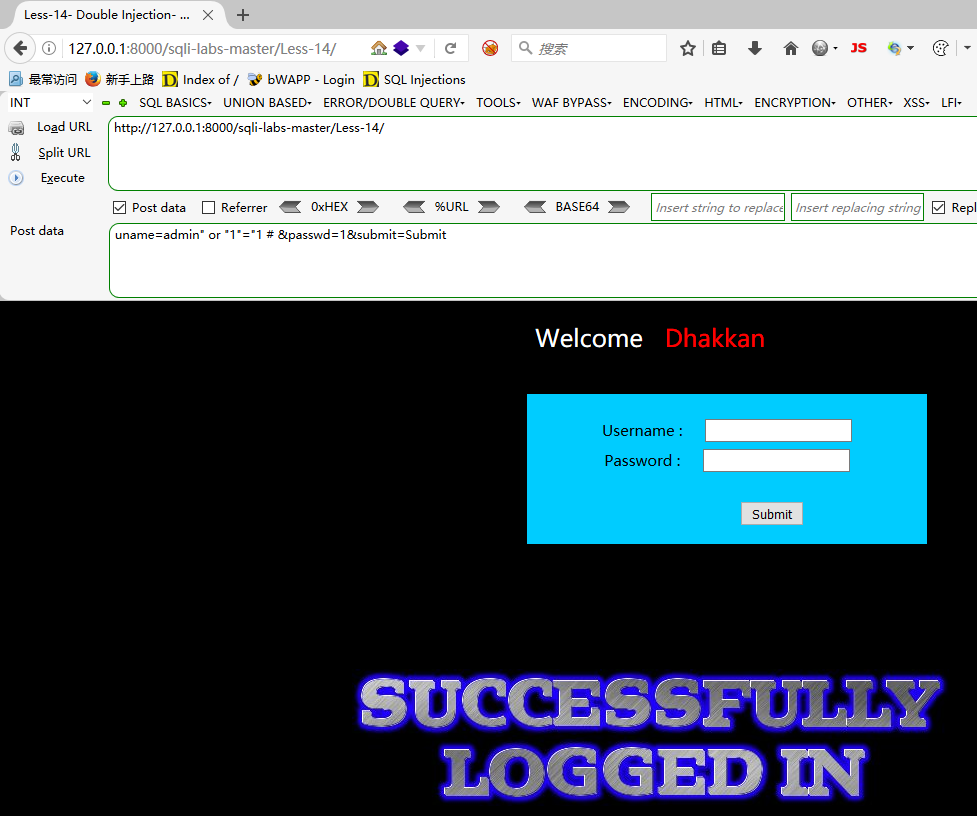 Less-14- Double Injection- ...
127.0.0.1:8000/sqli-labs-master/Less-14/
搜索
JS
最常访问 新手上路 Index of / bWAPP - Login SQL Injections
INT SQL BASICS UNION BASED ERROR/DOUBLE QUERY TOOLS WAF BYPASS ENCODING HTML ENCRYPTION OTHER XSS LFI
Load URL http://127.0.0.1:8000/sqli-labs-master/Less-14/
Split URL
Execute
Post data Referrer 0xHEX %URL BASE64 Insert string to replace Insert replacing string Repl
Post data uname=admin" or "1"="1 # &passwd=1&submit=Submit
Welcome Dhakkan
Username :
Password :
Submit
SUCCESSFULLY
LOGGED IN